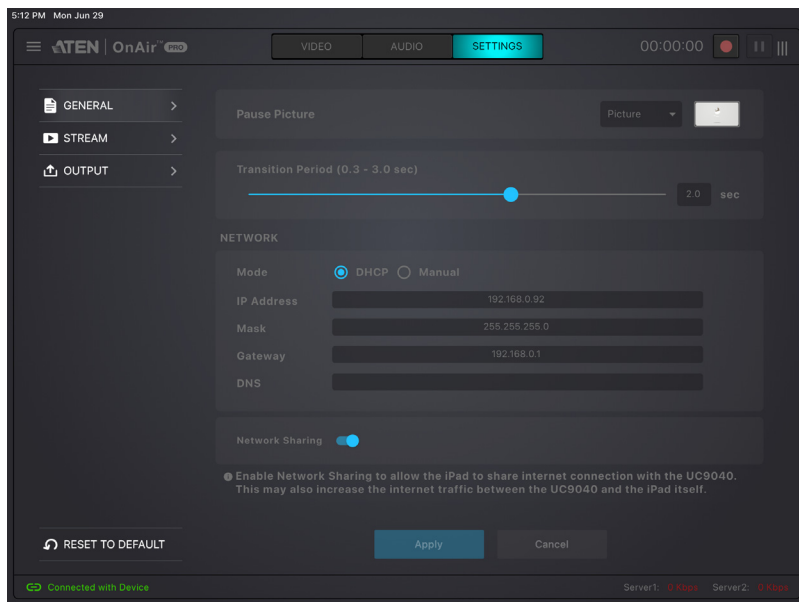 5:12 PM Mon Jun 29
ATEN OnAir™ PRO
VIDEO AUDIO SETTINGS
00:00:00
GENERAL
STREAM
OUTPUT
Pause Picture
Picture
Transition Period (0.3 - 3.0 sec)
2.0 sec
NETWORK
Mode DHCP Manual
IP Address 192.168.0.92
Mask 255.255.255.0
Gateway 192.168.0.1
DNS
Network Sharing
Enable Network Sharing to allow the iPad to share internet connection with the UC9040.
This may also increase the internet traffic between the UC9040 and the iPad itself.
RESET TO DEFAULT
Apply Cancel
Connected with Device
Server1: 0 Kbps Server2: 0 Kbps